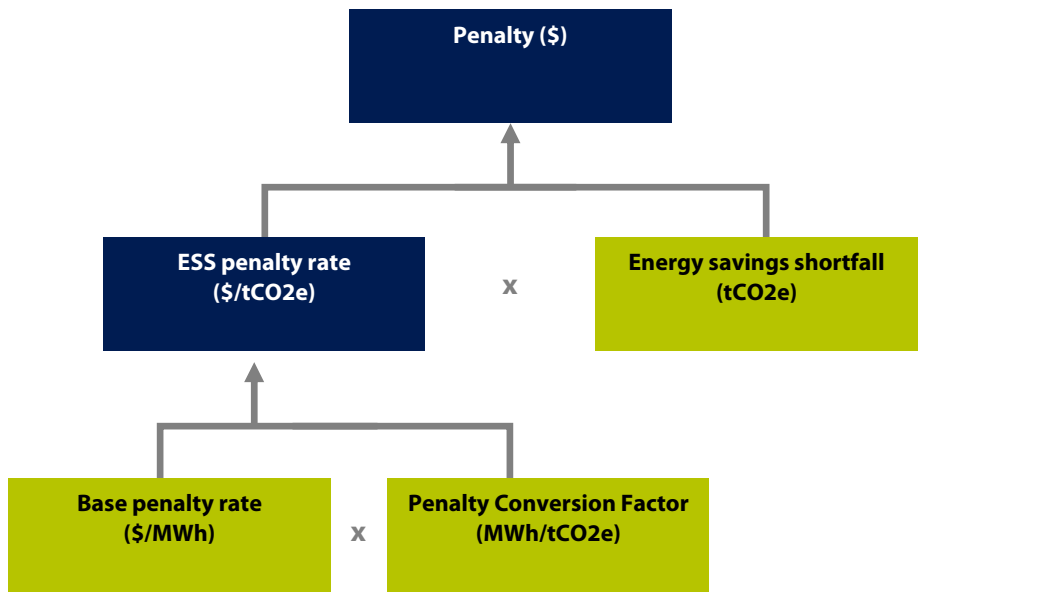 Penalty ($)
ESS penalty rate
($/tCO2e)
x
Energy savings shortfall
(tCO2e)
Base penalty rate
($/MWh)
x
Penalty Conversion Factor
(MWh/tCO2e)